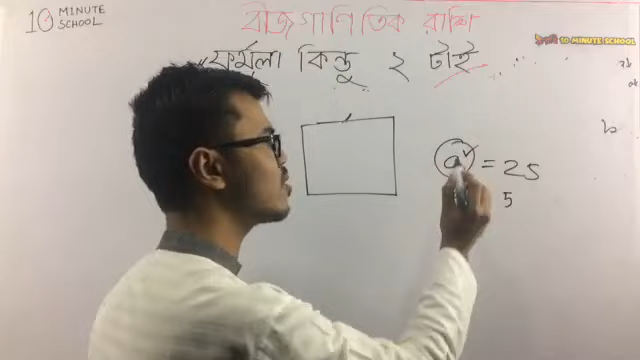 10 MINUTE SCHOOL
বীজগাণিতিক রাশি
10 MINUTE SCHOOL
ফর্মুলা কিন্তু ২ টাই
a = 25
5